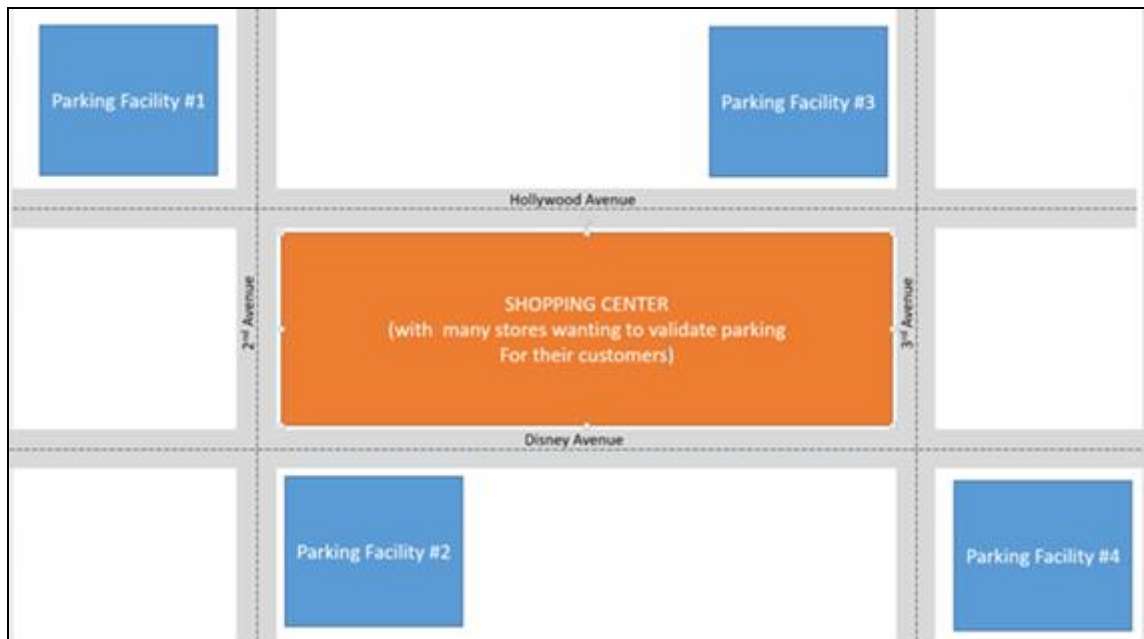 Parking Facility #1
Parking Facility #3
Hollywood Avenue
2nd Avenue
SHOPPING CENTER
(with many stores wanting to validate parking
For their customers)
3rd Avenue
Disney Avenue
Parking Facility #2
Parking Facility #4